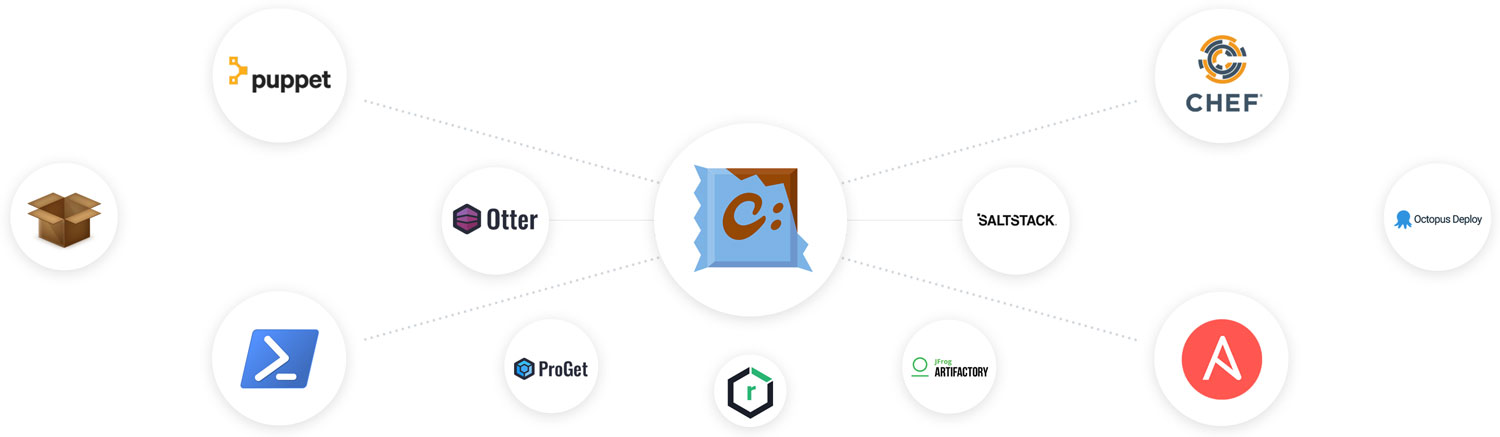 puppet
CHEF
Otter
C:
SALTSTACK
Octopus Deploy
ProGet
r
JFrog
ARTIFACTORY
A